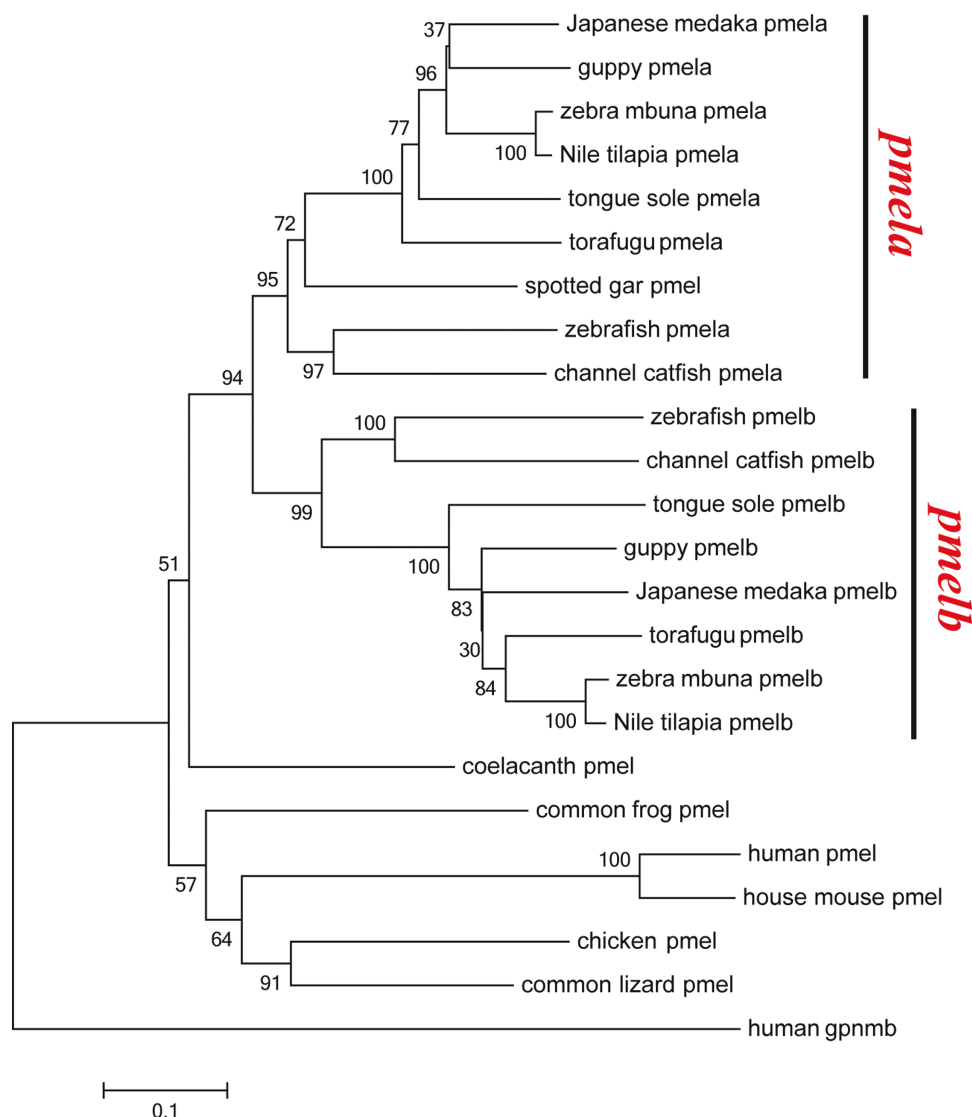 37
Japanese medaka pmela
guppy pmela
96
zebra mbuna pmela
77
100
Nile tilapia pmela
100
tongue sole pmela
72
torafugu pmela
95
spotted gar pmel
zebrafish pmela
97
channel catfish pmela
pmela
94
100
zebrafish pmelb
channel catfish pmelb
99
tongue sole pmelb
100
guppy pmelb
51
83
Japanese medaka pmelb
30
torafugu pmelb
84
zebra mbuna pmelb
100
Nile tilapia pmelb
pmelb
coelacanth pmel
common frog pmel
57
100
human pmel
house mouse pmel
64
chicken pmel
91
common lizard pmel
human gpnmb
0.1